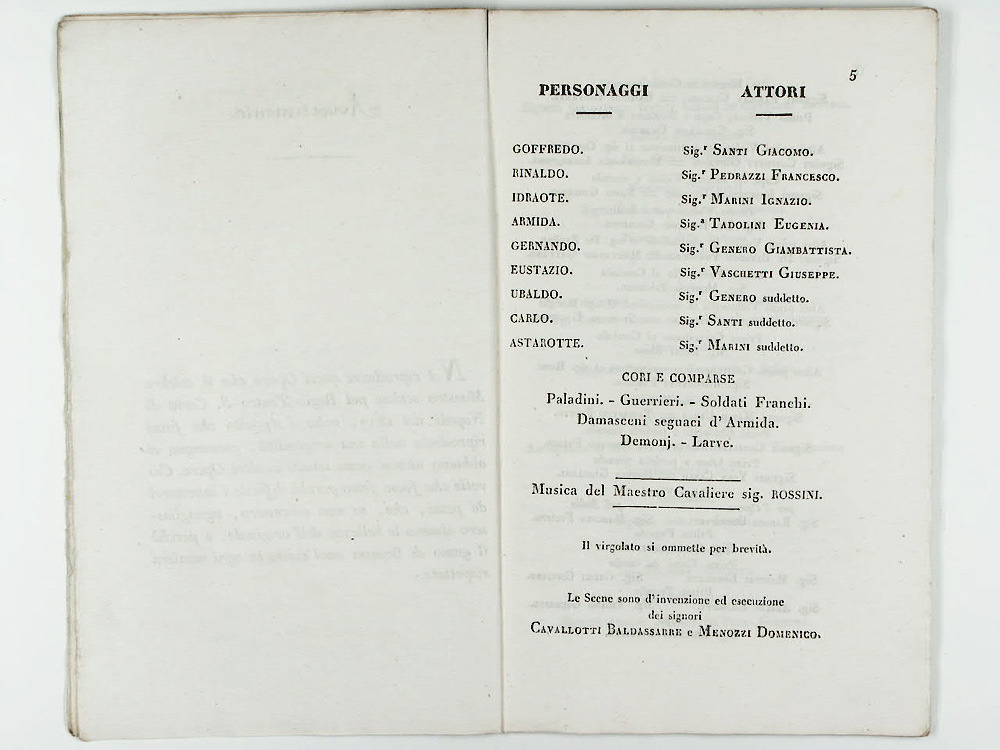 5
PERSONAGGI ATTORI
GOFFREDO. Sig.r SANTI GIACOMO.
RINALDO. Sig.r PEDRAZZI FRANCESCO.
IDRAOTE. Sig.r MARINI IGNAZIO.
ARMIDA. Sig.a TADOLINI EUGENIA.
GERNANDO. Sig.r GENERO GIAMBATTISTA.
EUSTAZIO. Sig.r VASCHETTI GIUSEPPE.
UBALDO. Sig.r GENERO suddetto.
CARLO. Sig.r SANTI suddetto.
ASTAROTTE. Sig.r MARINI suddetto.
CORI E COMPARSE
Paladini. - Guerrieri. - Soldati Franchi.
Damasceni seguaci d'Armida.
Demonj. - Larve.
Musica del Maestro Cavaliere sig. ROSSINI.
Il virgolato si ommette per brevità.
Le Scene sono d'invenzione ed esecuzione
dei signori
CAVALLOTTI BALDASSARRE e MENOZZI DOMENICO.